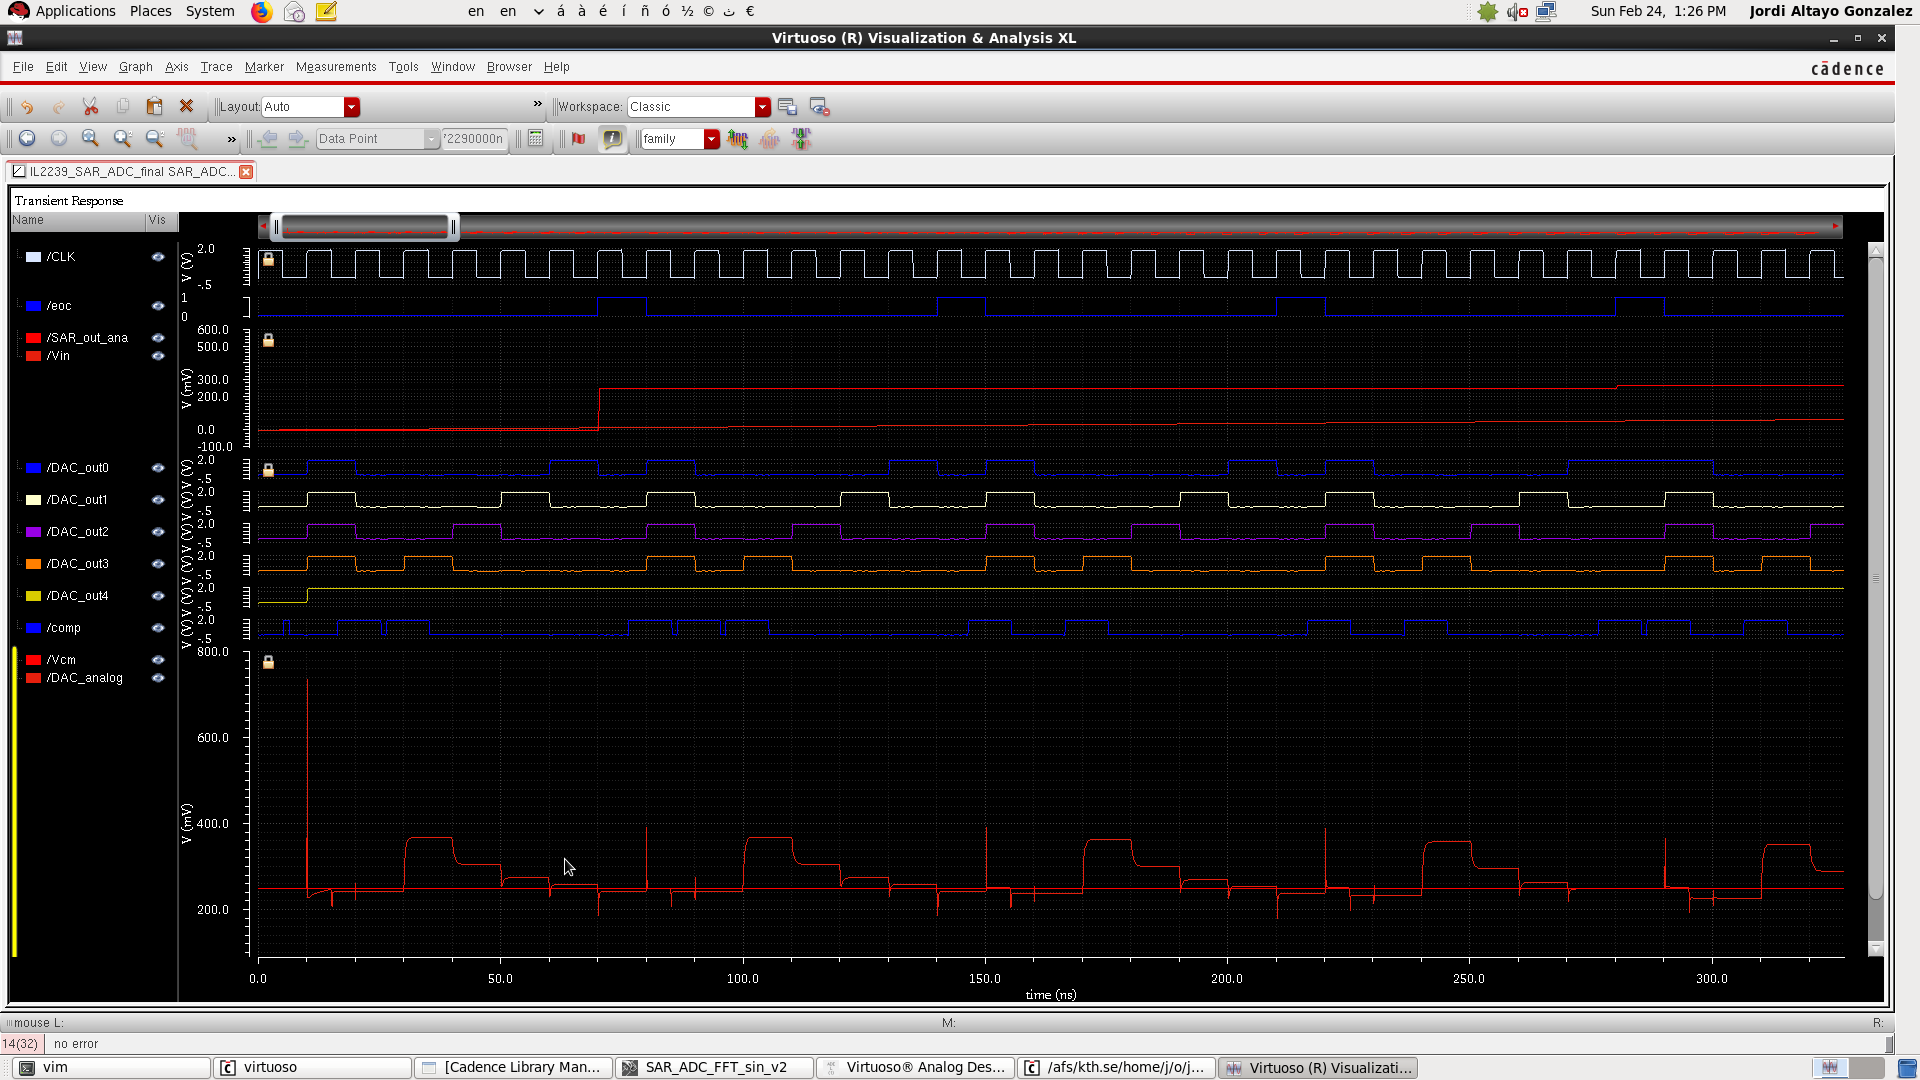 Applications Places System en en á à é í ñ ó ½ © ٿ € Sun Feb 24, 1:26 PM Jordi Altayo Gonzalez
Virtuoso (R) Visualization & Analysis XL
File Edit View Graph Axis Trace Marker Measurements Tools Window Browser Help cādence
Layout: Auto » Workspace: Classic
» Data Point 2290000n family
IL2239_SAR_ADC_final SAR_ADC...
Transient Response
Name Vis
/CLK V (V) 2.0 -.5
/eoc 1 0
/SAR_out_ana
/Vin
600.0
500.0
300.0
200.0
0.0
-100.0
V (mV)
/DAC_out0 V (V) 2.0 -.5
/DAC_out1 V (V) 2.0 -.5
/DAC_out2 V (V) 2.0 -.5
/DAC_out3 V (V) 2.0 -.5
/DAC_out4 V (V) 2.0 -.5
/comp V (V) 2.0 -.5
/Vcm
/DAC_analog
800.0
600.0
400.0
200.0
V (mV)
0.0 50.0 100.0 150.0 200.0 250.0 300.0
time (ns)
mouse L: M: R:
14(32) no error
vim virtuoso [Cadence Library Man... SAR_ADC_FFT_sin_v2 Virtuoso® Analog Des... /afs/kth.se/home/j/o/j... Virtuoso (R) Visualizati...